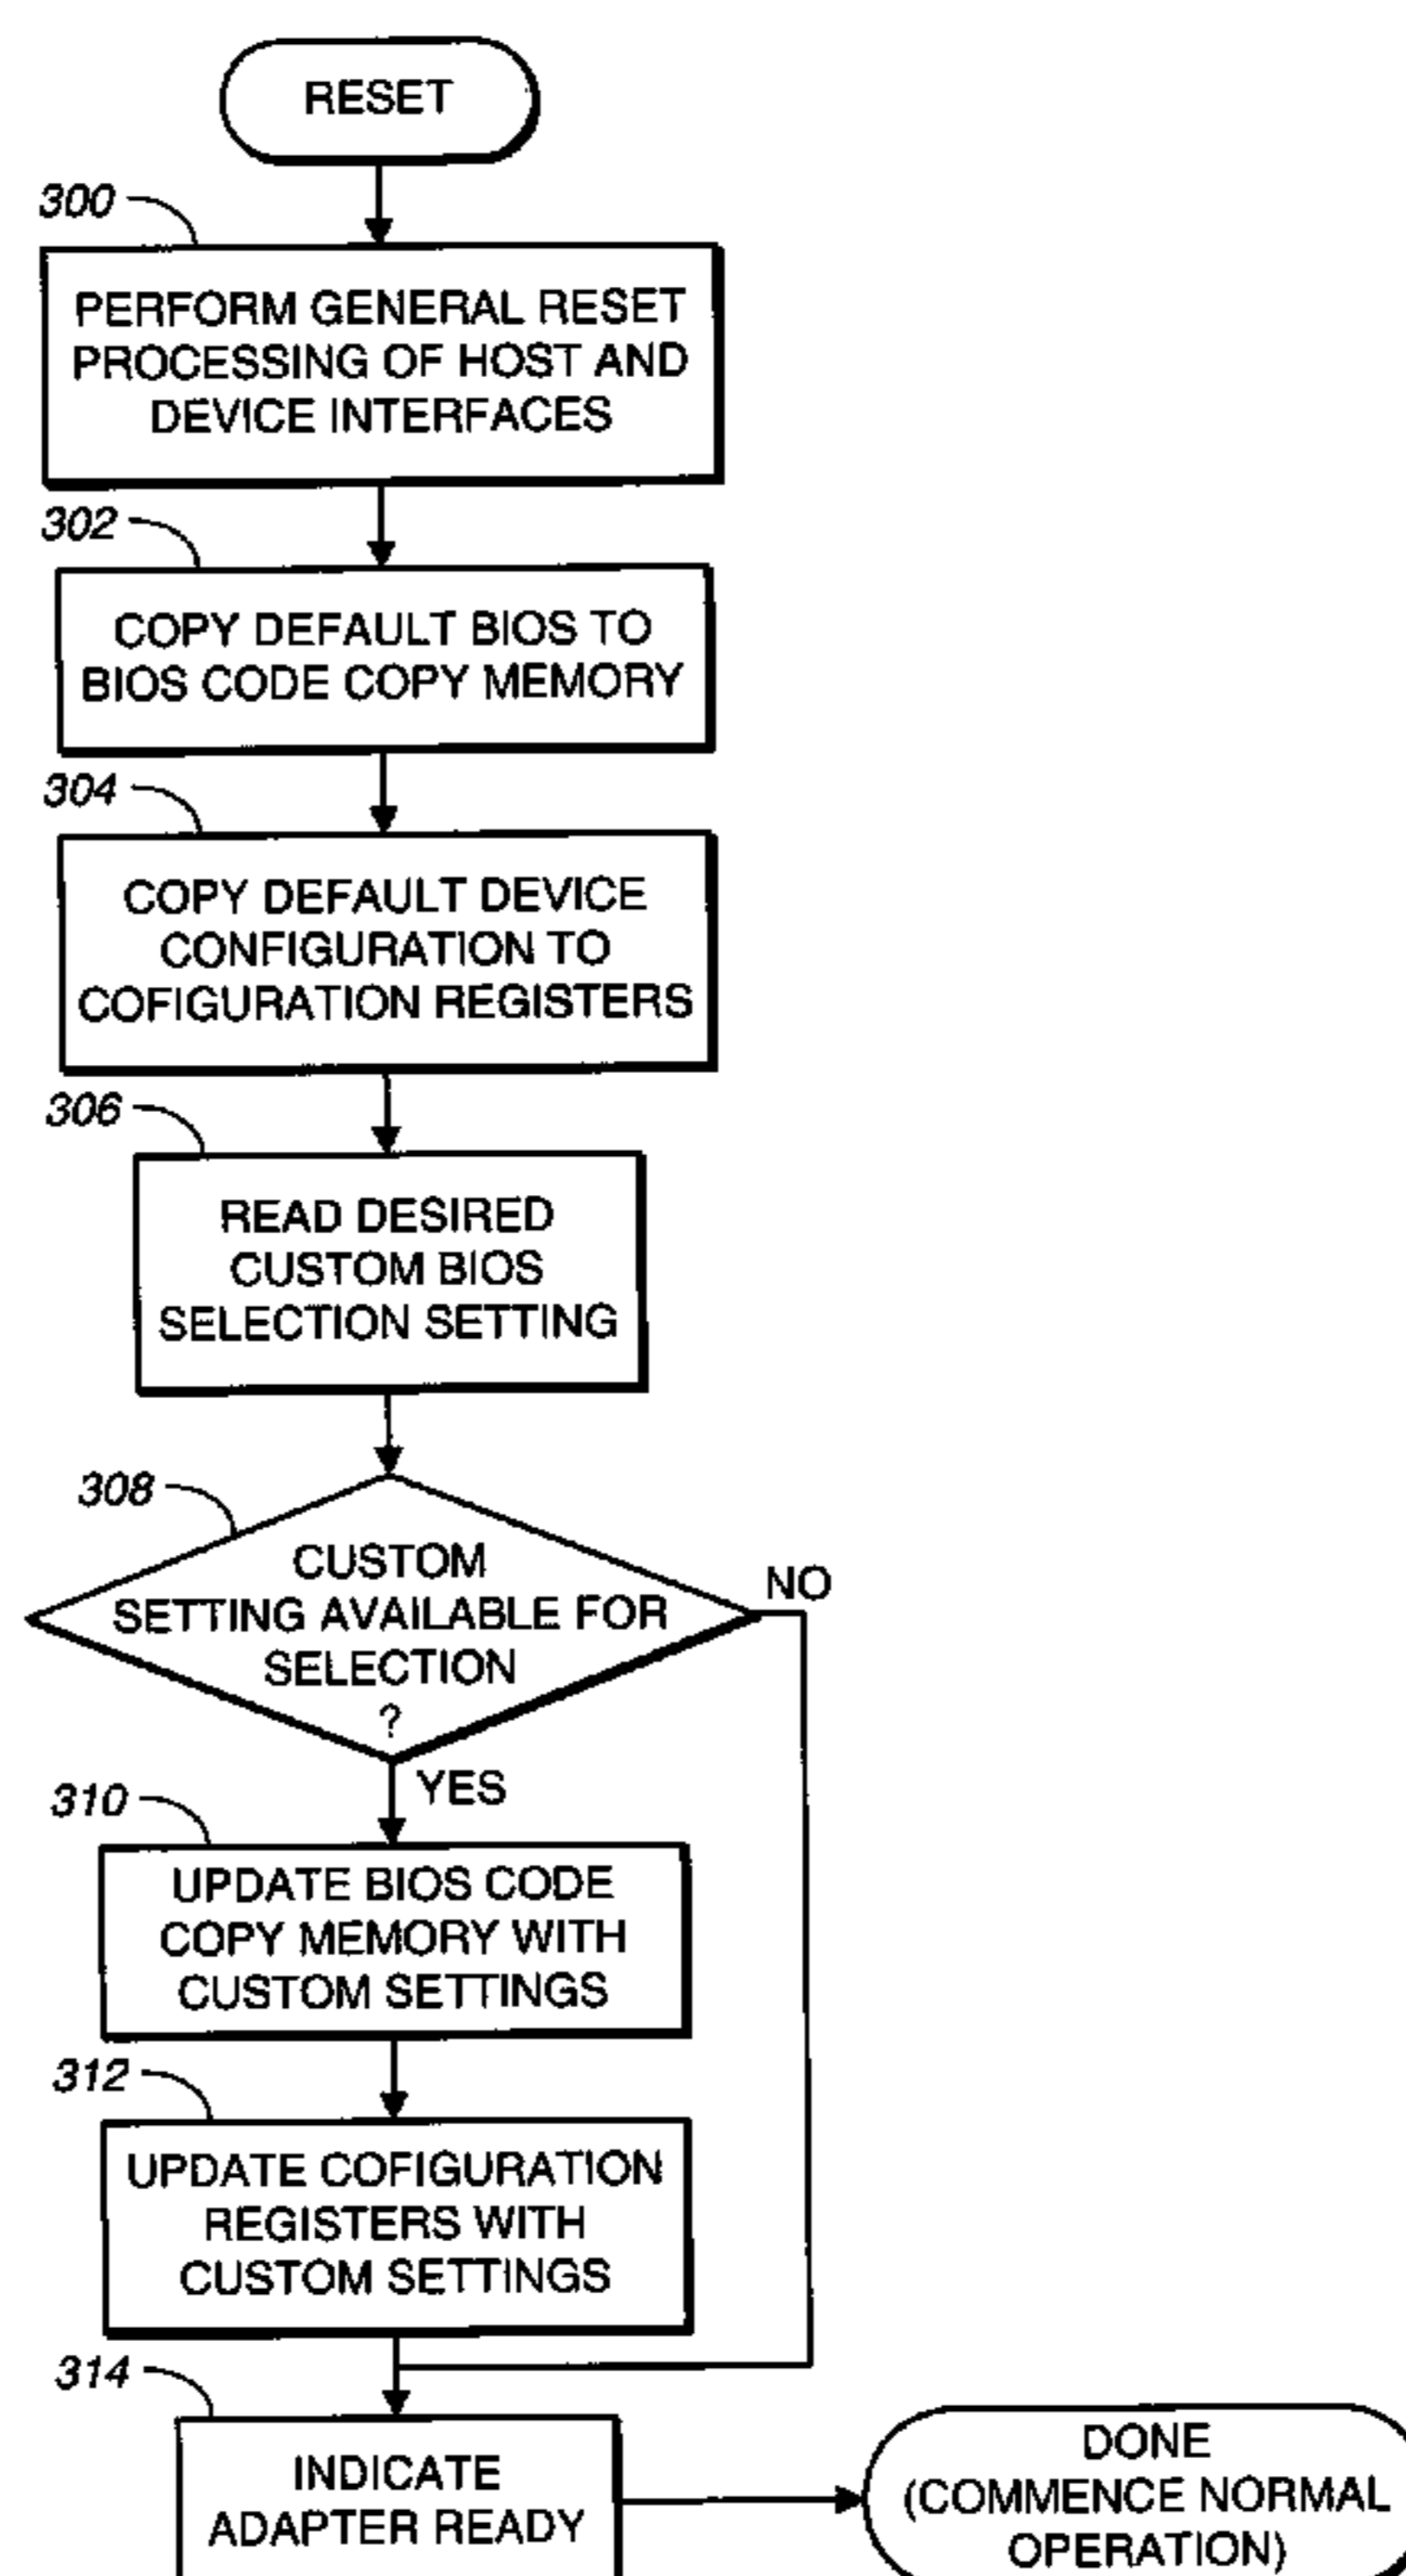 RESET
300
PERFORM GENERAL RESET
PROCESSING OF HOST AND
DEVICE INTERFACES
302
COPY DEFAULT BIOS TO
BIOS CODE COPY MEMORY
304
COPY DEFAULT DEVICE
CONFIGURATION TO
COFIGURATION REGISTERS
306
READ DESIRED
CUSTOM BIOS
SELECTION SETTING
308
CUSTOM
SETTING AVAILABLE FOR
SELECTION
?
NO
YES
310
UPDATE BIOS CODE
COPY MEMORY WITH
CUSTOM SETTINGS
312
UPDATE COFIGURATION
REGISTERS WITH
CUSTOM SETTINGS
314
INDICATE
ADAPTER READY
DONE
(COMMENCE NORMAL
OPERATION)